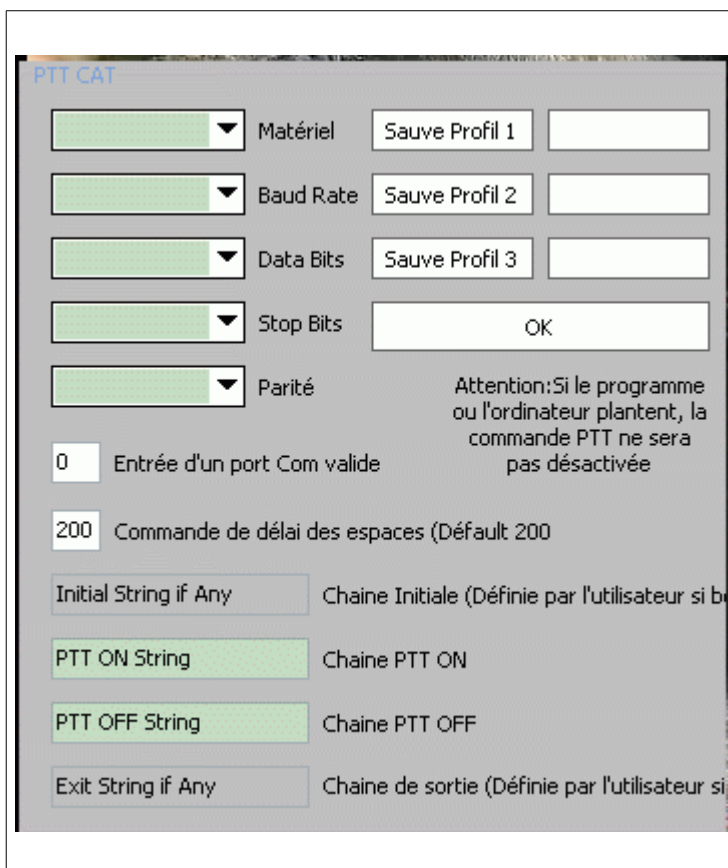 PTT CAT
Matériel
Sauve Profil 1
Baud Rate
Sauve Profil 2
Data Bits
Sauve Profil 3
Stop Bits
OK
Parité
Attention:Si le programme
ou l'ordinateur plantent, la
commande PTT ne sera
pas désactivée
0 Entrée d'un port Com valide
200 Commande de délai des espaces (Défault 200
Initial String if Any Chaine Initiale (Définie par l'utilisateur si
PTT ON String Chaine PTT ON
PTT OFF String Chaine PTT OFF
Exit String if Any Chaine de sortie (Définie par l'utilisateur si